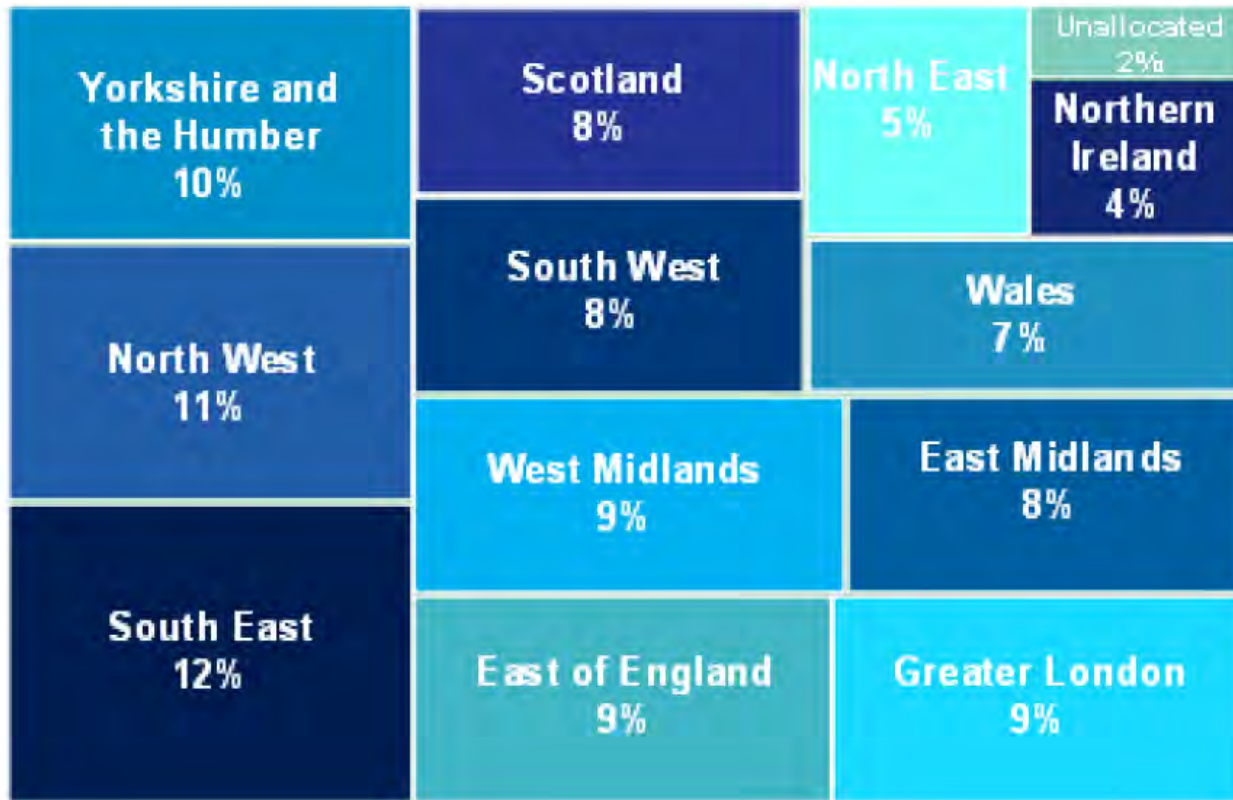 Yorkshire and
the Humber
10%
Scotland
8%
North East
5%
Unallocated
2%
Northern
Ireland
4%
North West
11%
South West
8%
Wales
7%
West Midlands
9%
East Midlands
8%
South East
12%
East of England
9%
Greater London
9%